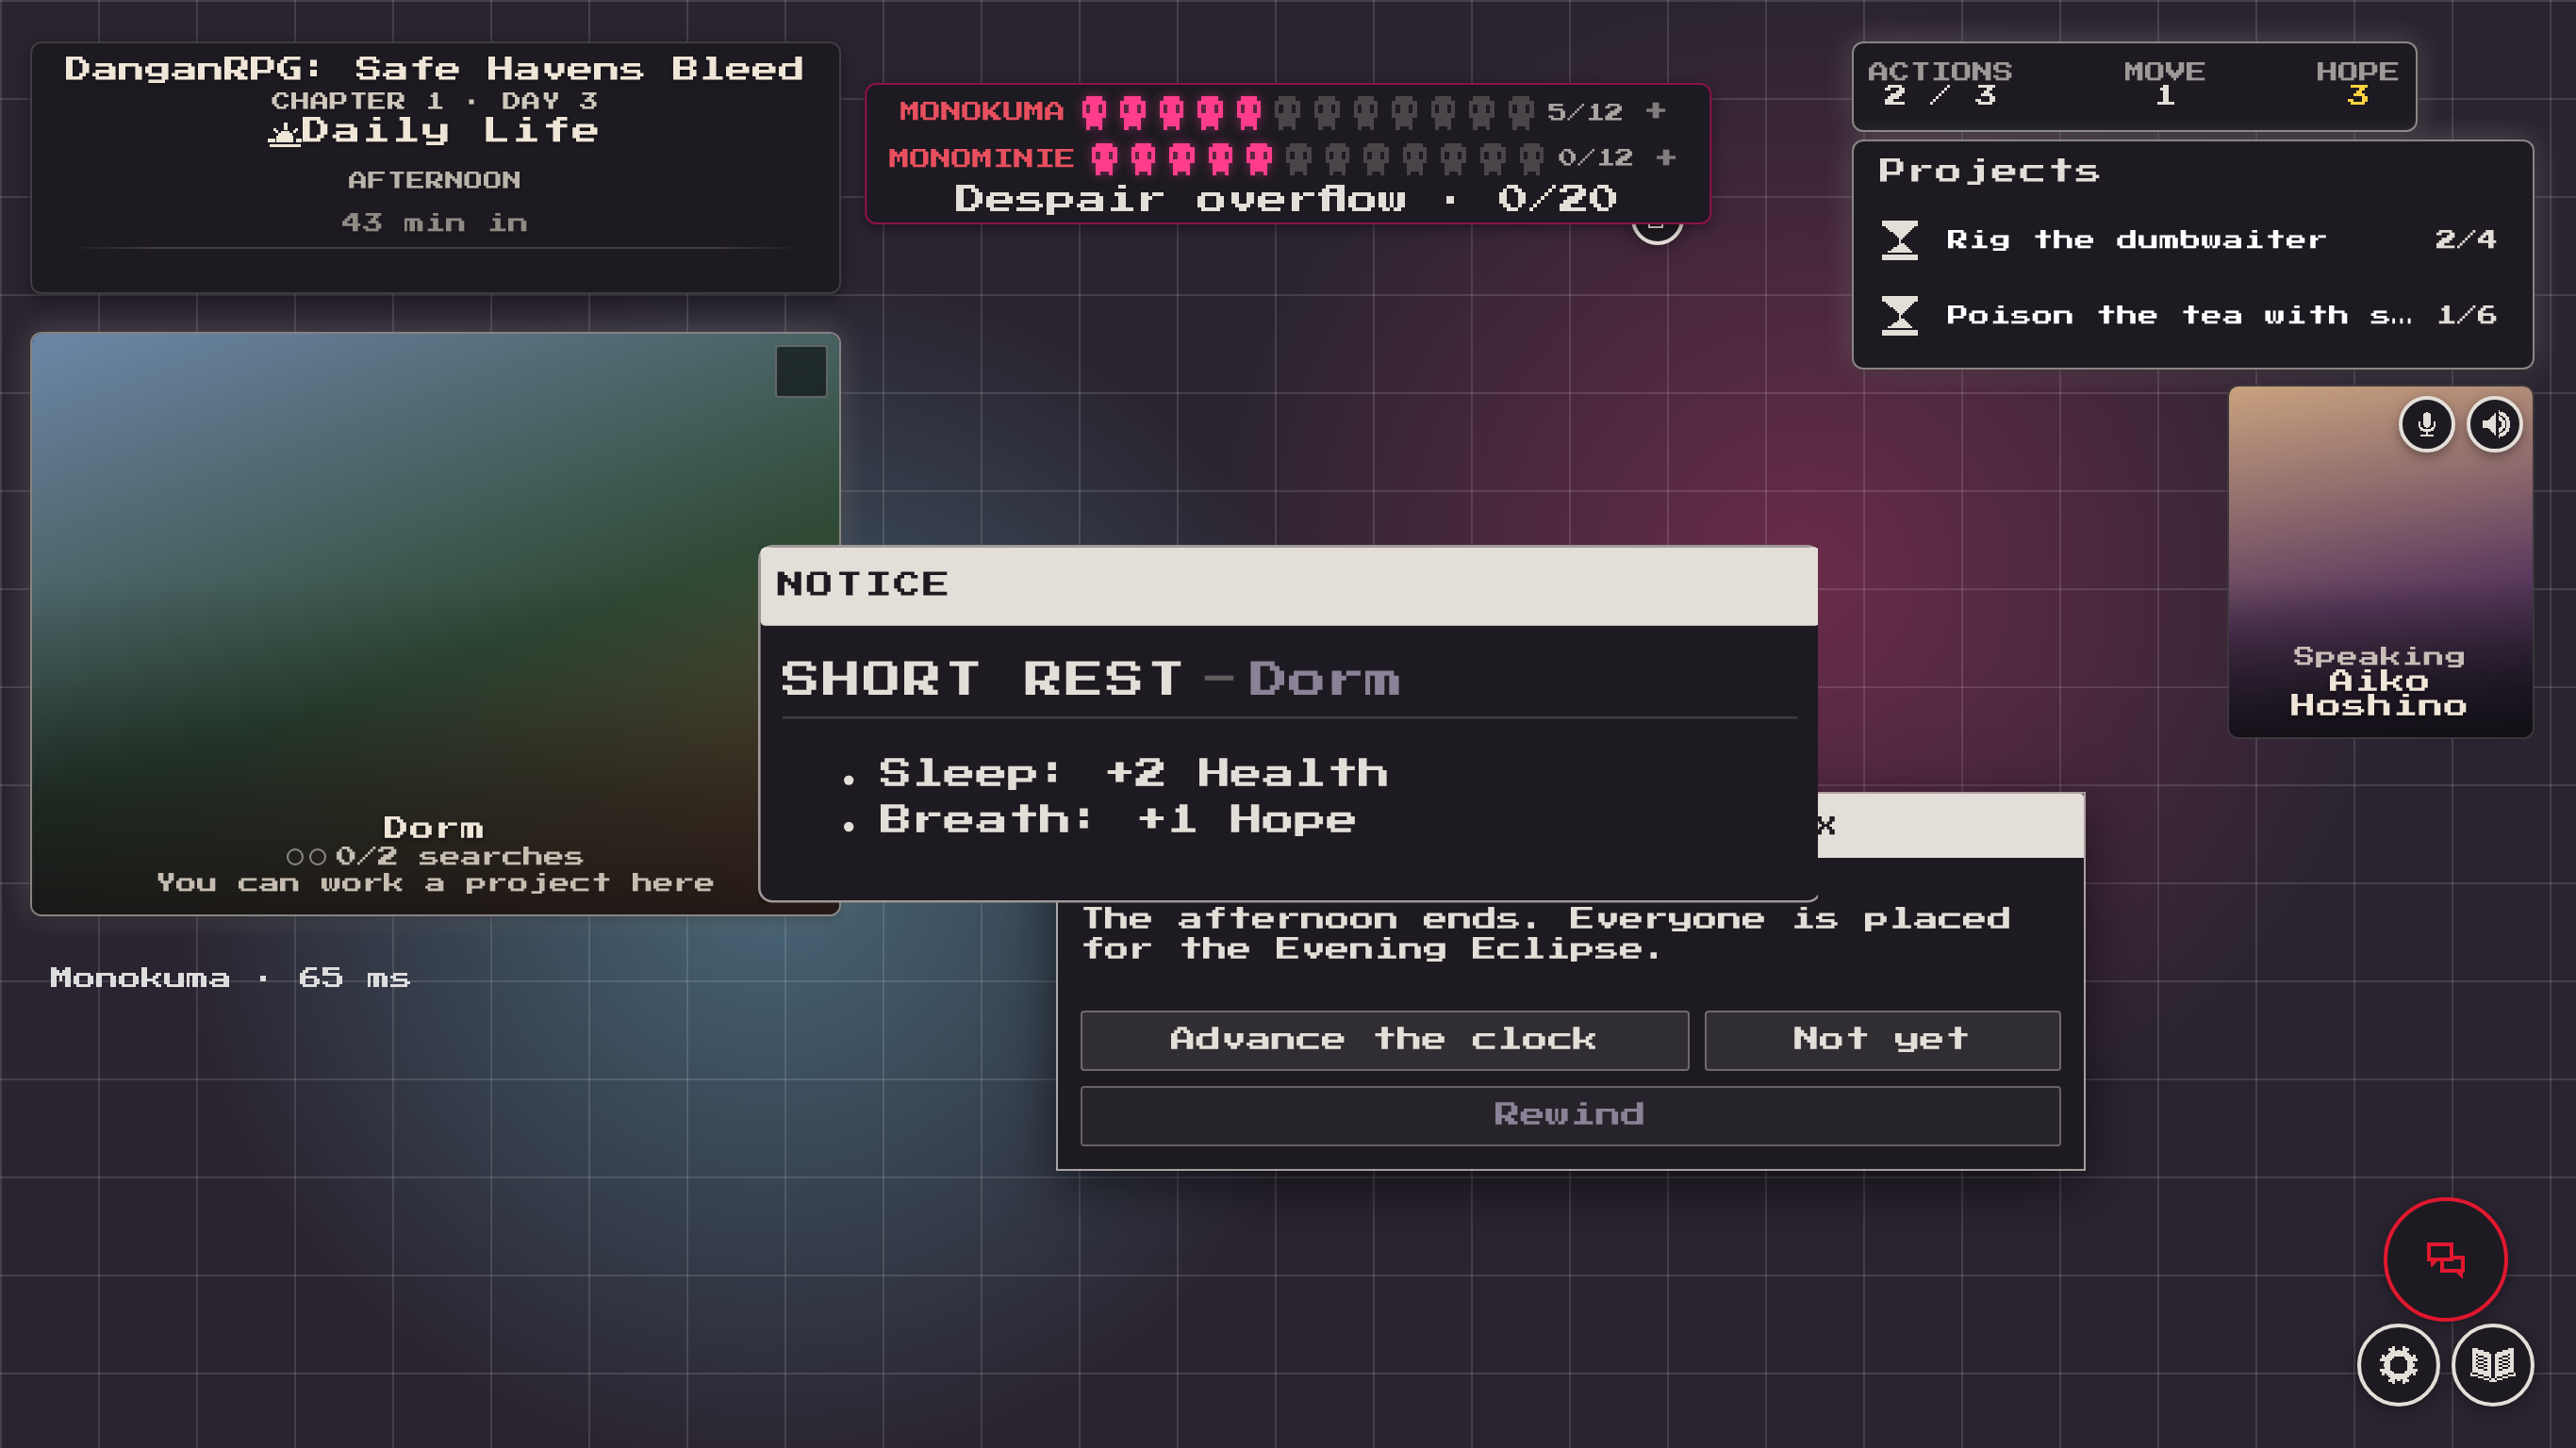 DanganRPG: Safe Havens Bleed
CHAPTER 1 · DAY 3
Daily Life
AFTERNOON
43 min in
MONOKUMA 5/12 +
MONOMINIE 0/12 +
Despair overflow · 0/20
ACTIONS MOVE HOPE
2 / 3 1 3
Projects
Rig the dumbwaiter 2/4
Poison the tea with s… 1/6
Speaking
Aiko
Hoshino
NOTICE
SHORT REST – Dorm
• Sleep: +2 Health
• Breath: +1 Hope
Dorm
0/2 searches
You can work a project here
x
The afternoon ends. Everyone is placed
for the Evening Eclipse.
Monokuma · 65 ms
Advance the clock
Not yet
Rewind